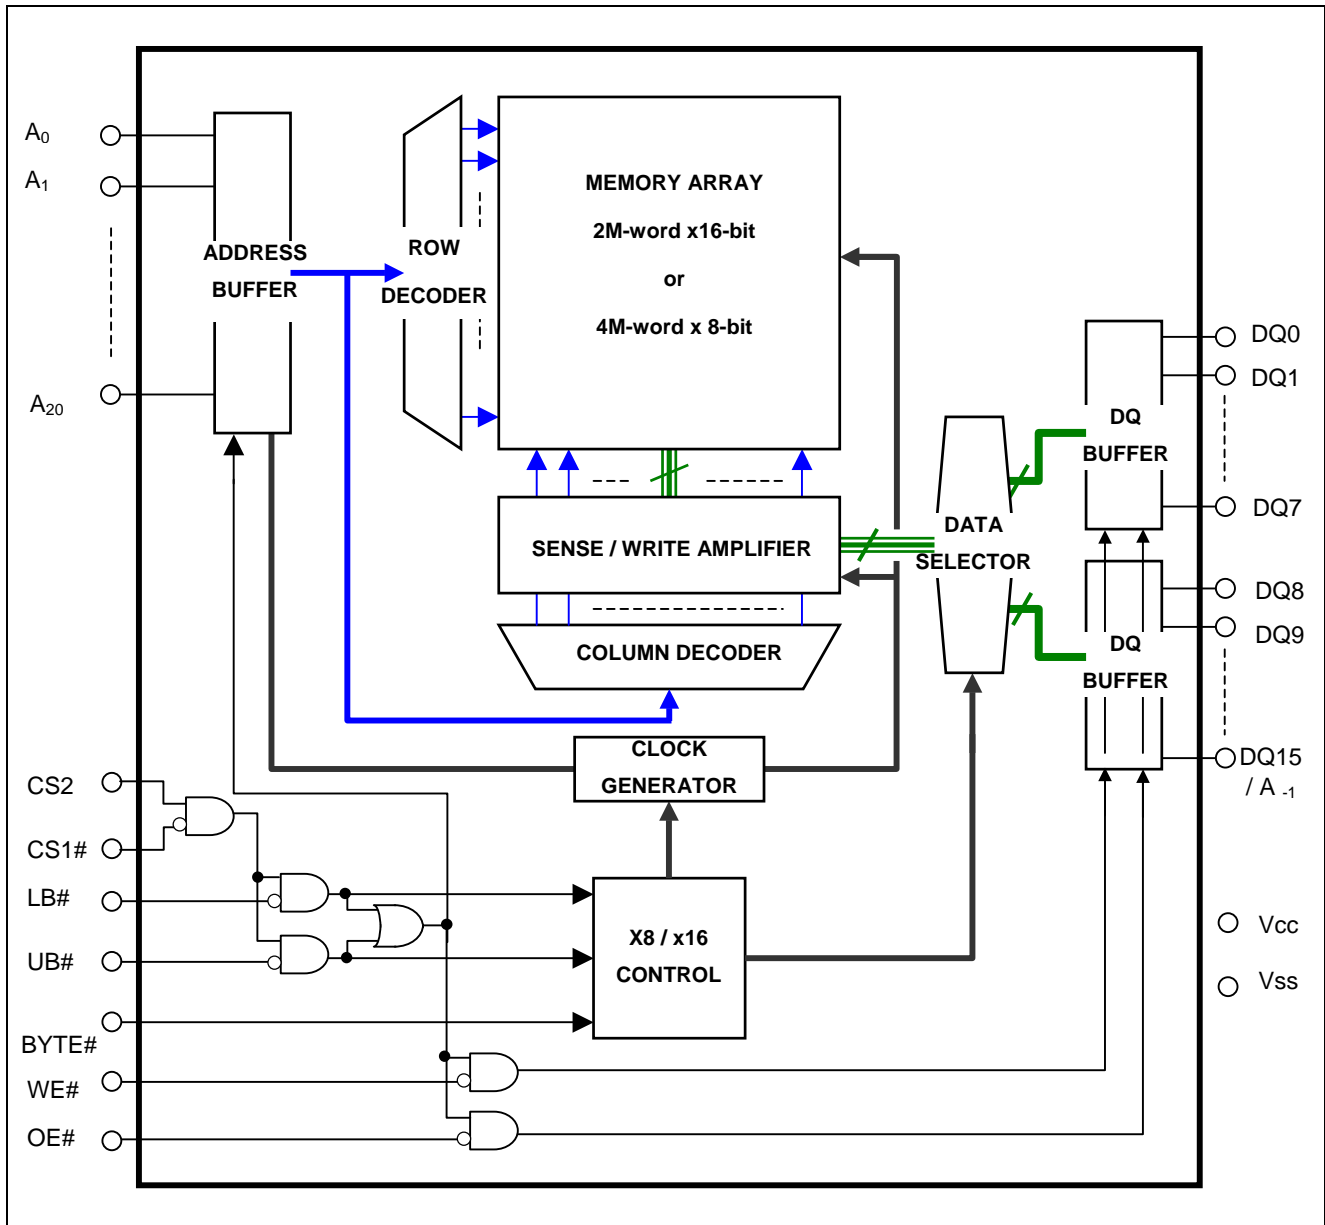 A0
A1
A20
ADDRESS
BUFFER
ROW
DECODER
MEMORY ARRAY
2M-word x16-bit
or
4M-word x 8-bit
SENSE / WRITE AMPLIFIER
COLUMN DECODER
CLOCK
GENERATOR
X8 / x16
CONTROL
DATA
SELECTOR
DQ
BUFFER
DQ
BUFFER
DQ0
DQ1
DQ7
DQ8
DQ9
DQ15
/ A -1
Vcc
Vss
CS2
CS1#
LB#
UB#
BYTE#
WE#
OE#